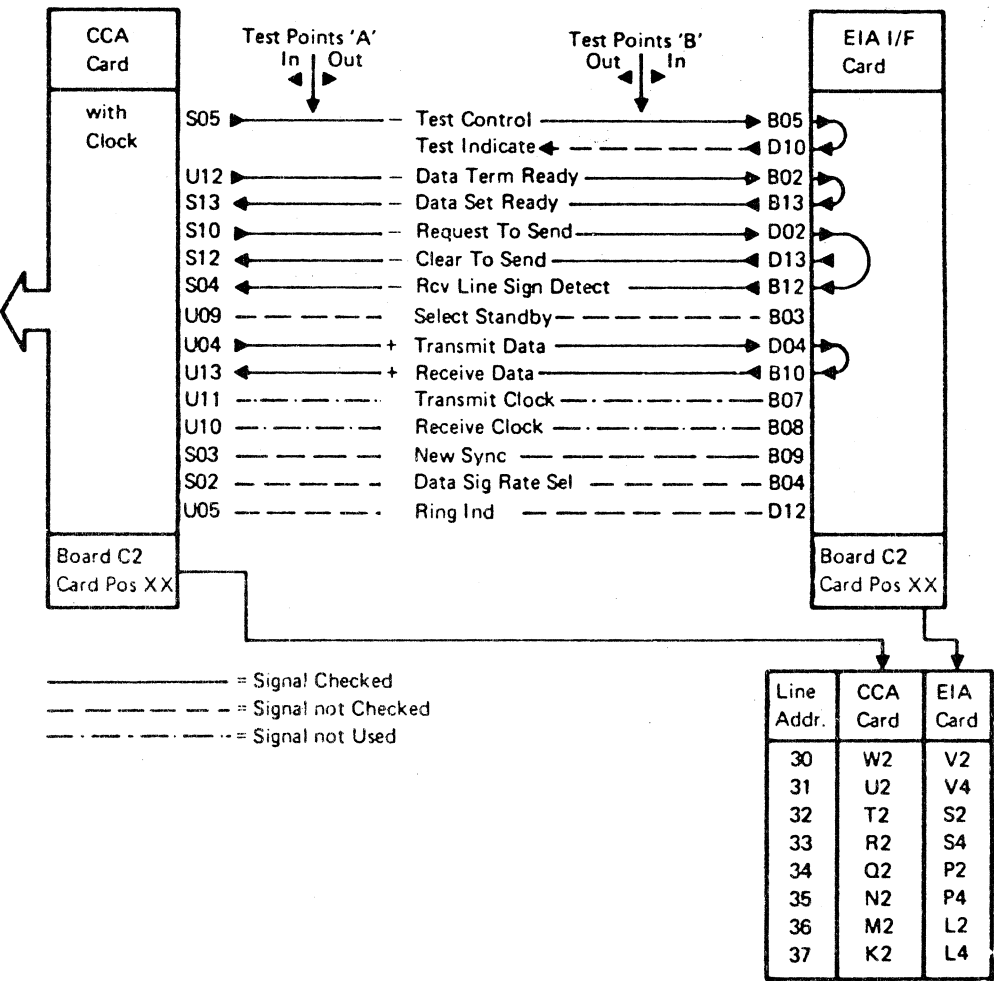 CCA
Card
Test Points 'A'
In Out
Test Points 'B'
Out In
EIA I/F
Card
with
Clock
S05 – Test Control B05
Test Indicate D10
U12 – Data Term Ready B02
S13 – Data Set Ready B13
S10 – Request To Send D02
S12 – Clear To Send D13
S04 – Rcv Line Sign Detect B12
U09 Select Standby B03
U04 + Transmit Data D04
U13 + Receive Data B10
U11 Transmit Clock B07
U10 Receive Clock B08
S03 New Sync B09
S02 Data Sig Rate Sel B04
U05 Ring Ind D12
Board C2
Card Pos XX
Board C2
Card Pos XX
= Signal Checked
= Signal not Checked
= Signal not Used
Line Addr. CCA Card EIA Card
30 W2 V2
31 U2 V4
32 T2 S2
33 R2 S4
34 Q2 P2
35 N2 P4
36 M2 L2
37 K2 L4